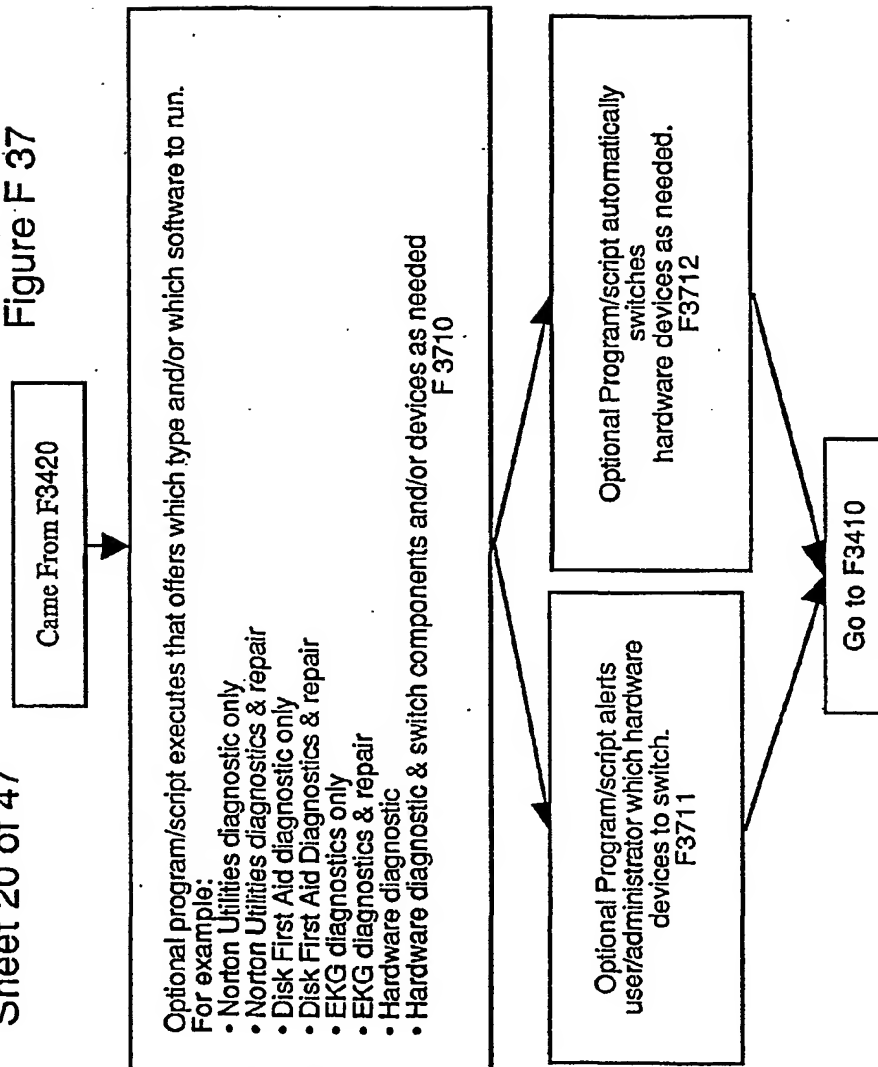 Sheet 20 of 47
Figure F 37
Came From F3420
Optional program/script executes that offers which type and/or which software to run.
For example:
• Norton Utilities diagnostic only
• Norton Utilities diagnostics & repair
• Disk First Aid diagnostic only
• Disk First Aid Diagnostics & repair
• EKG diagnostics only
• EKG diagnostics & repair
• Hardware diagnostic
• Hardware diagnostic & switch components and/or devices as needed
F 3710
Optional Program/script alerts
user/administrator which hardware
devices to switch.
F3711
Optional Program/script automatically
switches
hardware devices as needed.
F3712
Go to F3410